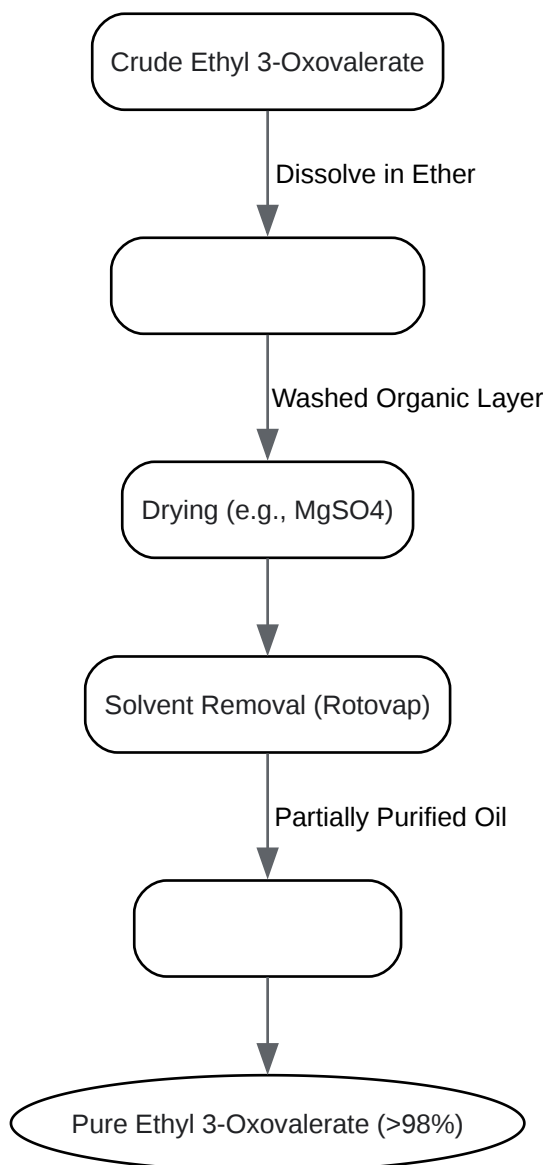 Crude Ethyl 3-Oxovalerate
Dissolve in Ether
Washed Organic Layer
Drying (e.g., MgSO4)
Solvent Removal (Rotovap)
Partially Purified Oil
Pure Ethyl 3-Oxovalerate (>98%)